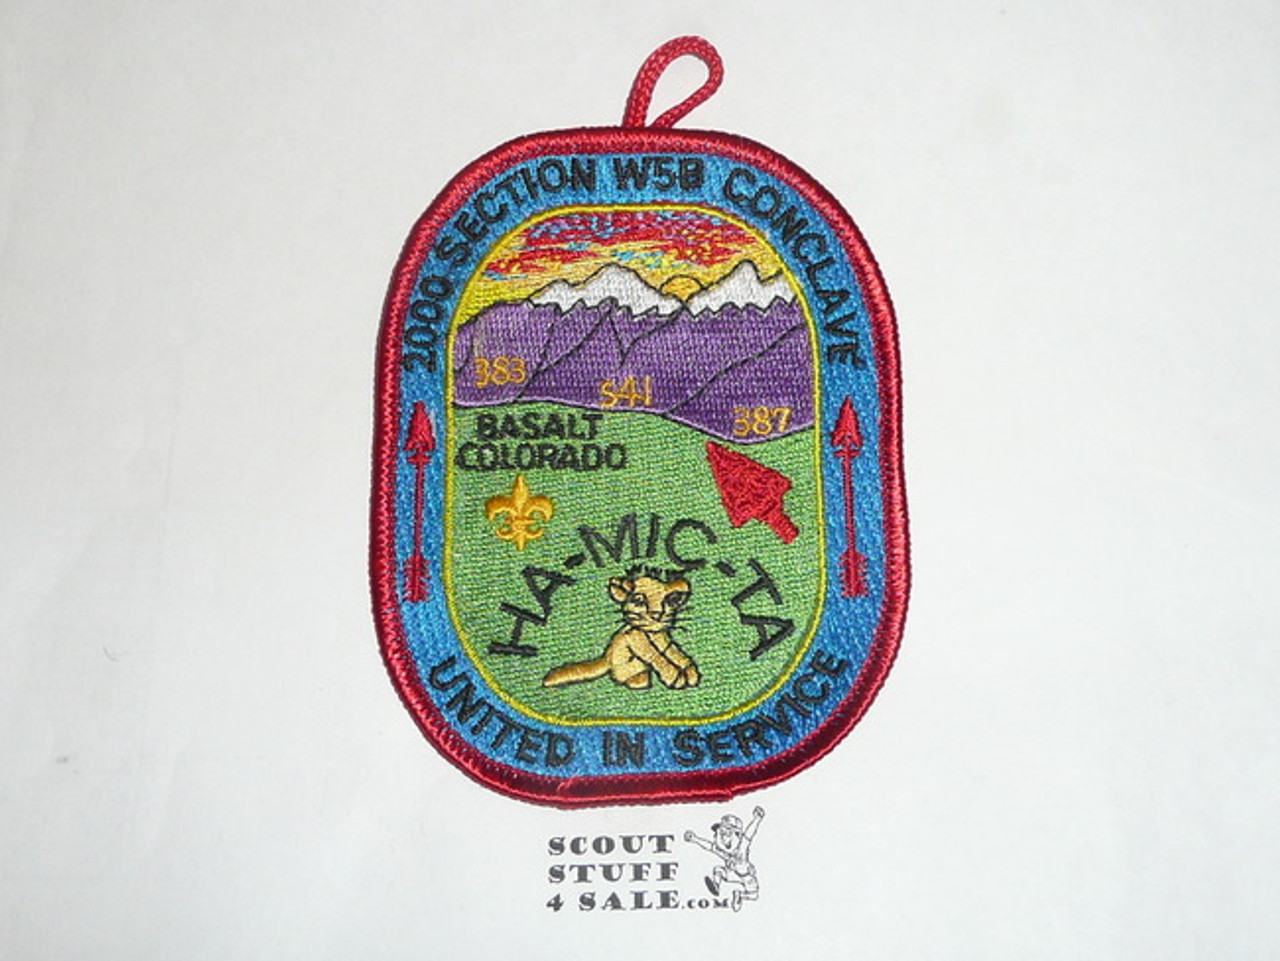 2000 SECTION W5B CONCLAVE
383
541
387
BASALT
COLORADO
HA-MIC-TA
UNITED IN SERVICE
SCOUT
STUFF
4 SALE.COM